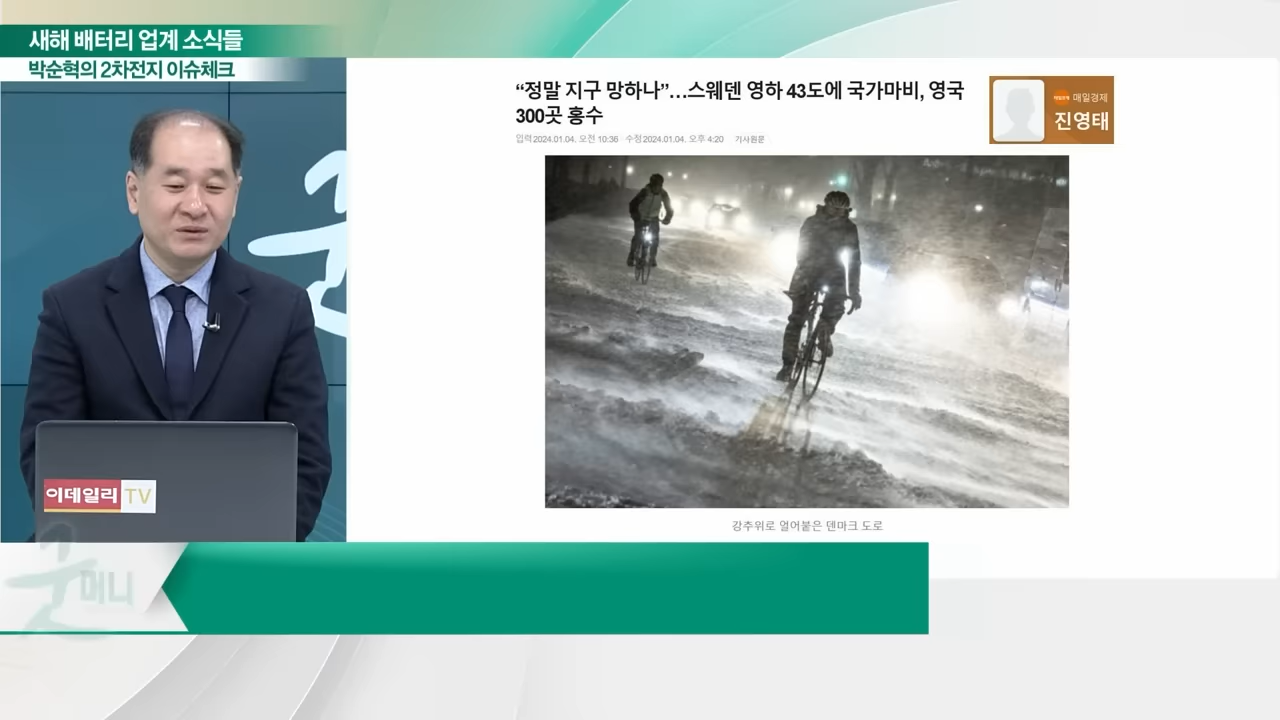 새해 배터리 업계 소식들
박순혁의 2차전지 이슈체크
“정말 지구 망하나”…스웨덴 영하 43도에 국가마비, 영국
300곳 홍수
입력2024.01.04. 오전 10:36 수정2024.01.04. 오후 4:20 기사원문
매일경제
진영태
강추위로 얼어붙은 덴마크 도로
이데일리 TV
굿머니